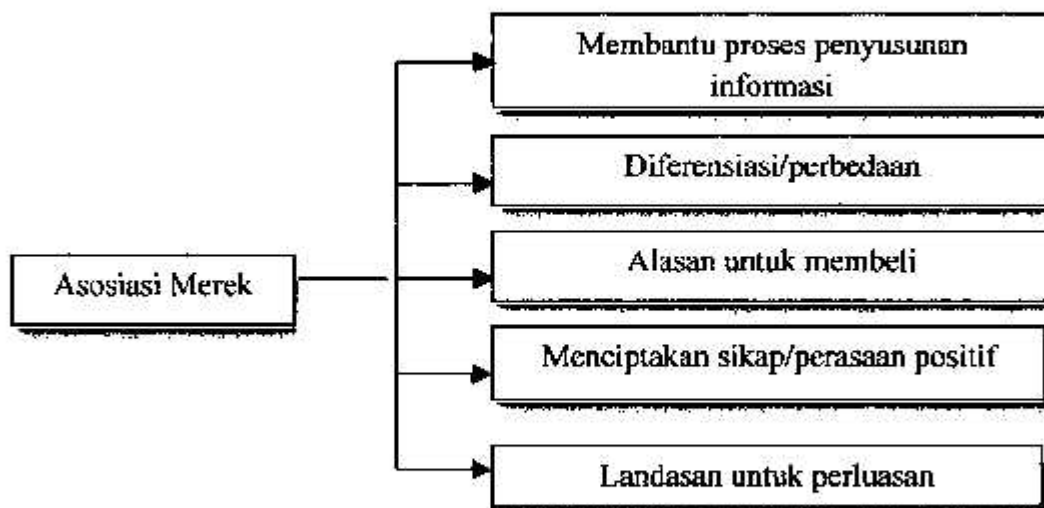 Membantu proses penyusunan
informasi
Diferensiasi/perbedaan
Asosiasi Merek
Alasan untuk membeli
Menciptakan sikap/perasaan positif
Landasan untuk perluasan